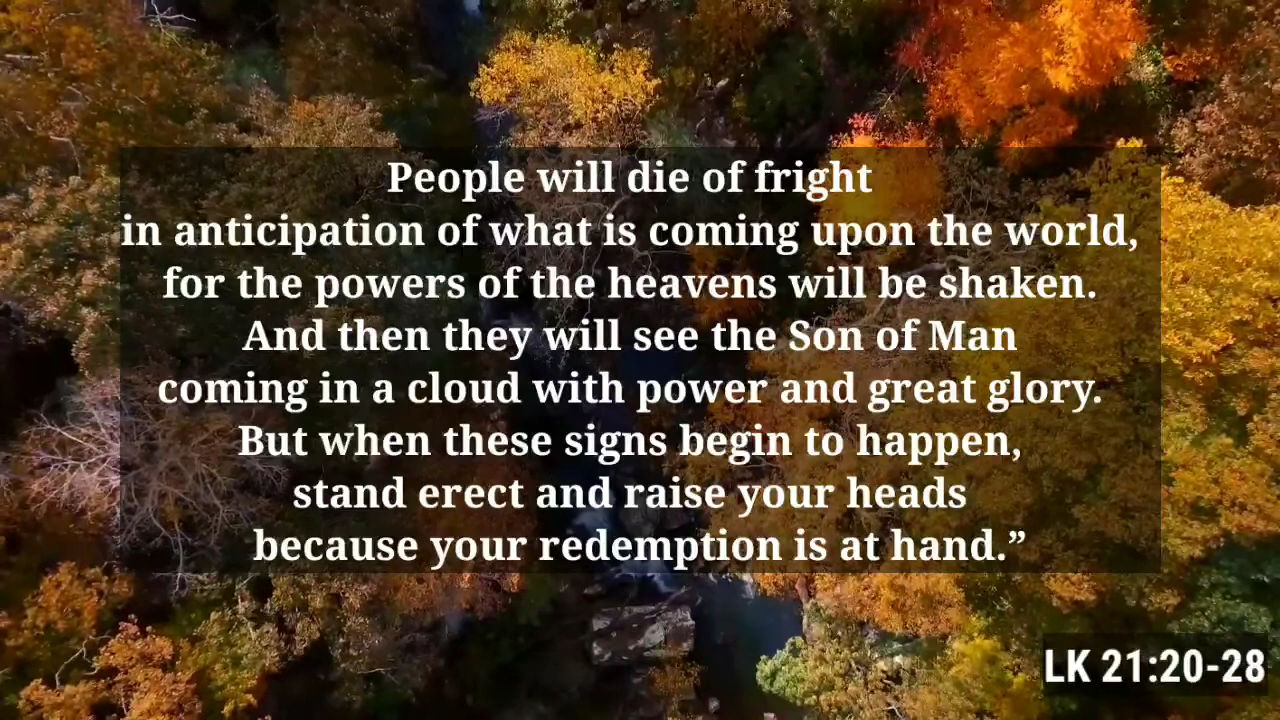 People will die of fright
in anticipation of what is coming upon the world,
for the powers of the heavens will be shaken.
And then they will see the Son of Man
coming in a cloud with power and great glory.
But when these signs begin to happen,
stand erect and raise your heads
because your redemption is at hand.”
LK 21:20-28